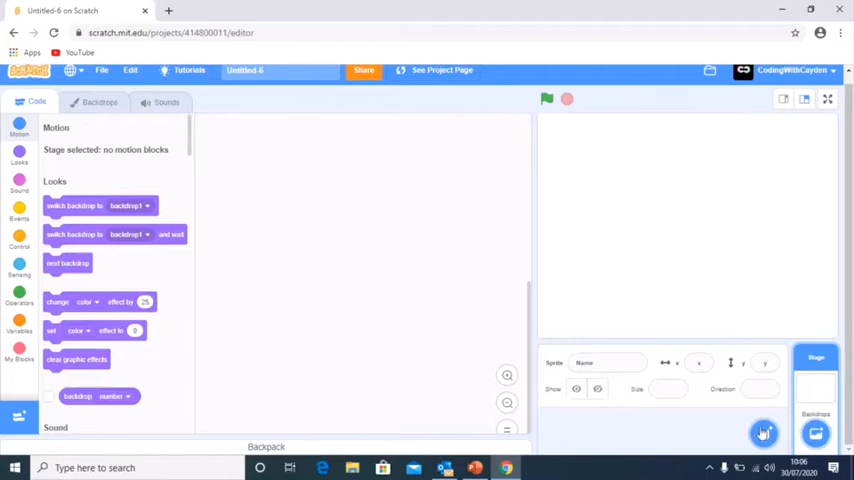 Untitled-6 on Scratch
scratch.mit.edu/projects/414800011/editor
Apps YouTube
SCRATCH File Edit Tutorials Untitled-6 Share See Project Page CodingWithCayden
Code Backdrops Sounds
Motion Motion
Stage selected: no motion blocks
Looks
Looks
Sound
switch backdrop to backdrop1
Events
switch backdrop to backdrop1 and wait
Control
next backdrop
Sensing
change color effect by 25
Operators
set color effect to 0
Variables
clear graphic effects
My Blocks
backdrop number
Sound
Backpack
Stage
Sprite Name x x y y
Show Size Direction
Backdrops
Type here to search
10:06
30/07/2020